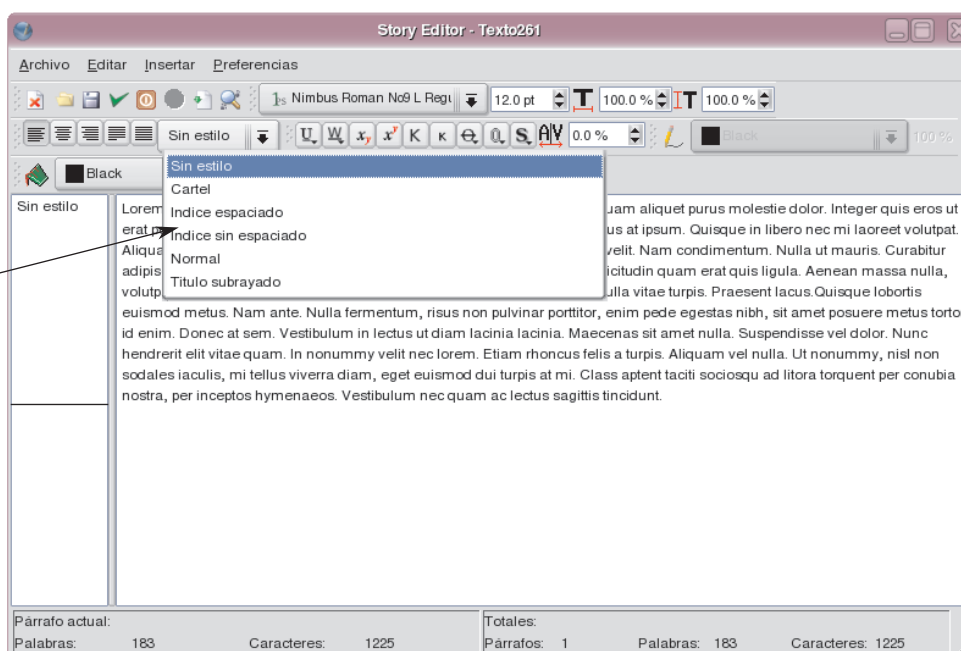 Story Editor - Texto261
Archivo Editar Insertar Preferencias
Nimbus Roman No9 L Regu 12.0 pt 100.0 % 100.0 %
Sin estilo 0.0 % Black 100 %
Black
Sin estilo
Cartel
Indice espaciado
Indice sin espaciado
Normal
Titulo subrayado
Sin estilo
Lorem uam aliquet purus molestie dolor. Integer quis eros ut
erat us at ipsum. Quisque in libero nec mi laoreet volutpat.
Aliqua velit. Nam condimentum. Nulla ut mauris. Curabitur
adipis icitudin quam erat quis ligula. Aenean massa nulla,
volutp ulla vitae turpis. Praesent lacus.Quisque lobortis
euismod metus. Nam ante. Nulla fermentum, risus non pulvinar porttitor, enim pede egestas nibh, sit amet posuere metus torto
id enim. Donec at sem. Vestibulum in lectus ut diam lacinia lacinia. Maecenas sit amet nulla. Suspendisse vel dolor. Nunc
hendrerit elit vitae quam. In nonummy velit nec lorem. Etiam rhoncus felis a turpis. Aliquam vel nulla. Ut nonummy, nisl non
sodales iaculis, mi tellus viverra diam, eget euismod dui turpis at mi. Class aptent taciti sociosqu ad litora torquent per conubia
nostra, per inceptos hymenaeos. Vestibulum nec quam ac lectus sagittis tincidunt.
Párrafo actual: Totales:
Palabras: 183 Caracteres: 1225 Párrafos: 1 Palabras: 183 Caracteres: 1225